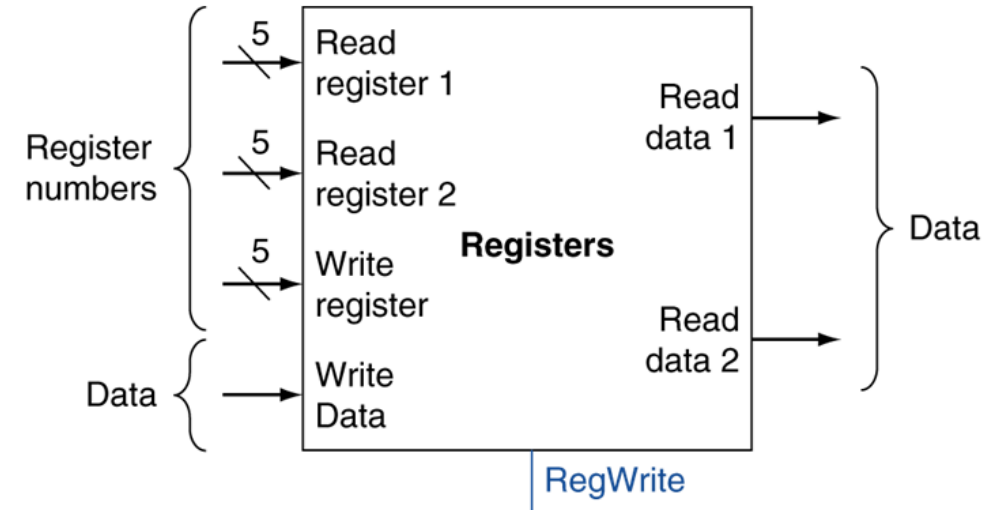 Register
numbers
Data
5
Read
register 1
5
Read
register 2
5
Write
register
Write
Data
Registers
Read
data 1
Read
data 2
Data
RegWrite